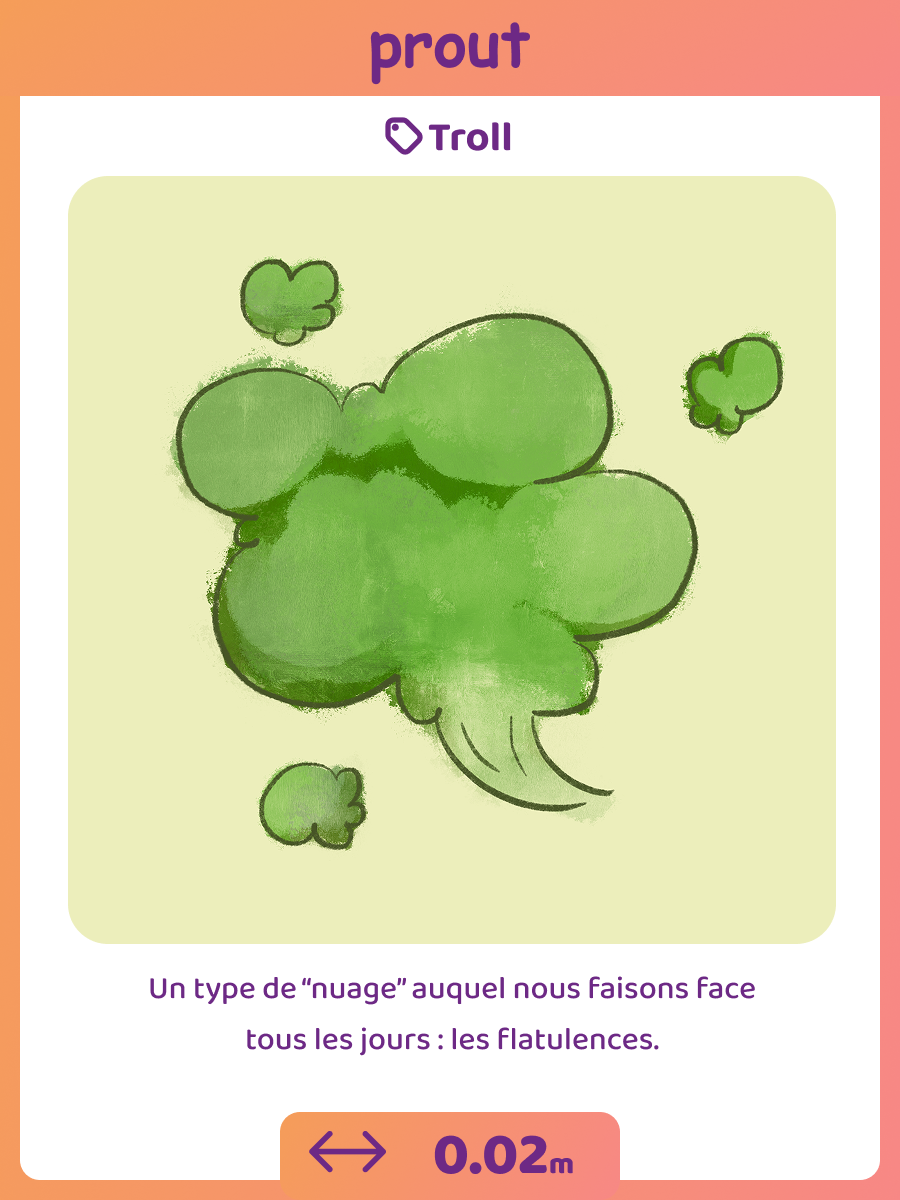 prout
Troll
Un type de “nuage” auquel nous faisons face
tous les jours : les flatulences.
0.02m